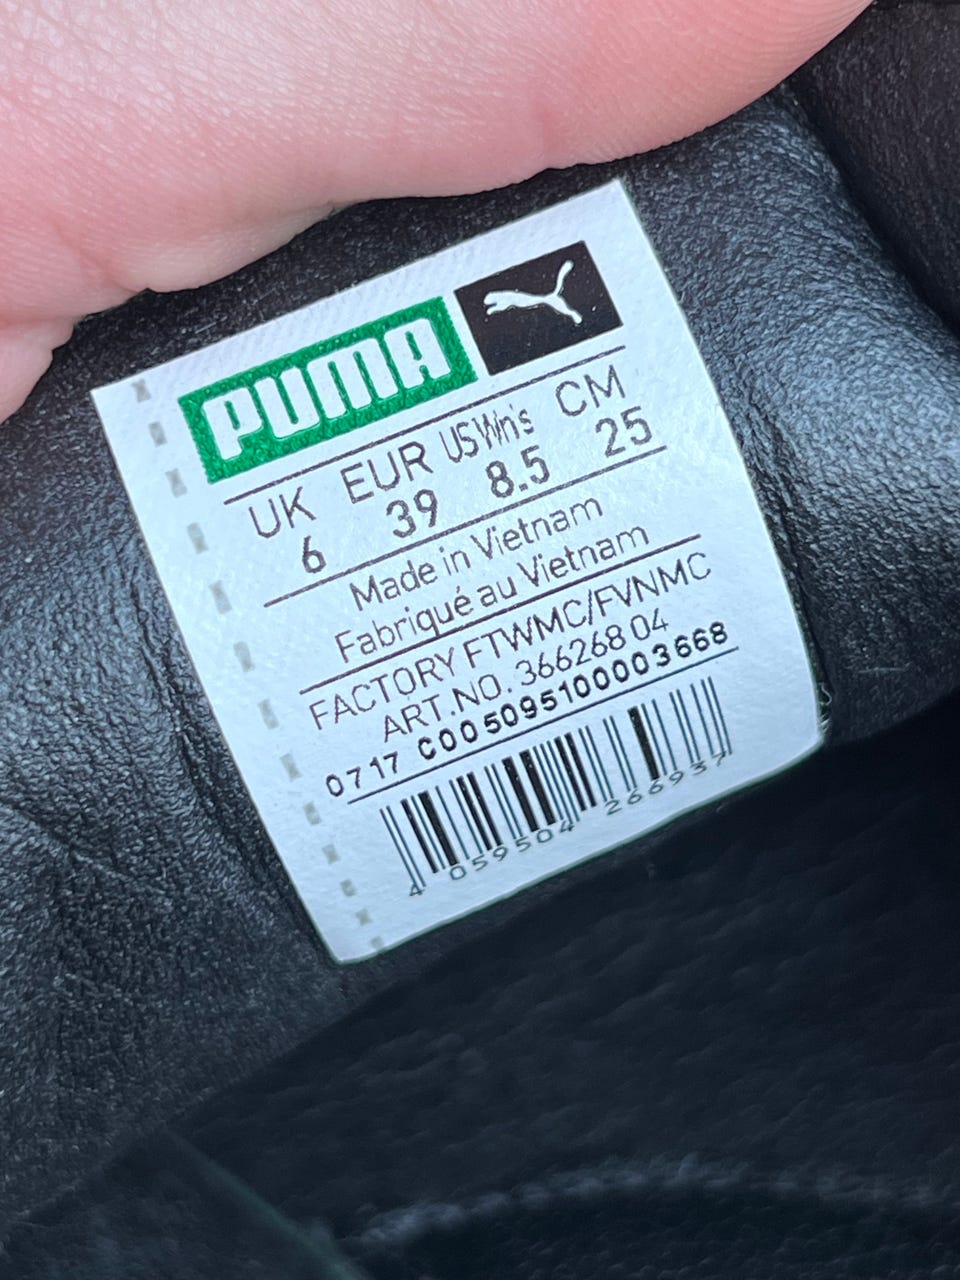 PUMA
UK EUR US Wn's CM
6 39 8.5 25
Made in Vietnam
Fabriqué au Vietnam
FACTORY FTWMC/FVNMC
ART.NO. 366268 04
0717 C005095100003668
4 059504 266937